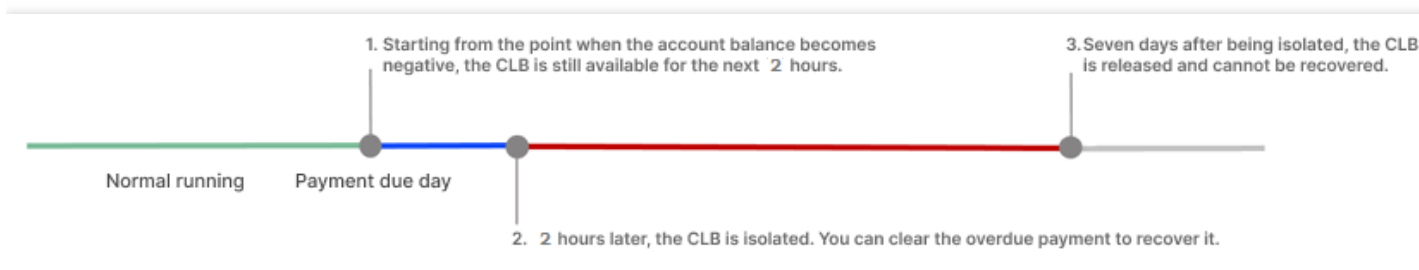 1. Starting from the point when the account balance becomes
negative, the CLB is still available for the next 2 hours.
3. Seven days after being isolated, the CLB
is released and cannot be recovered.
Normal running
Payment due day
2. 2 hours later, the CLB is isolated. You can clear the overdue payment to recover it.